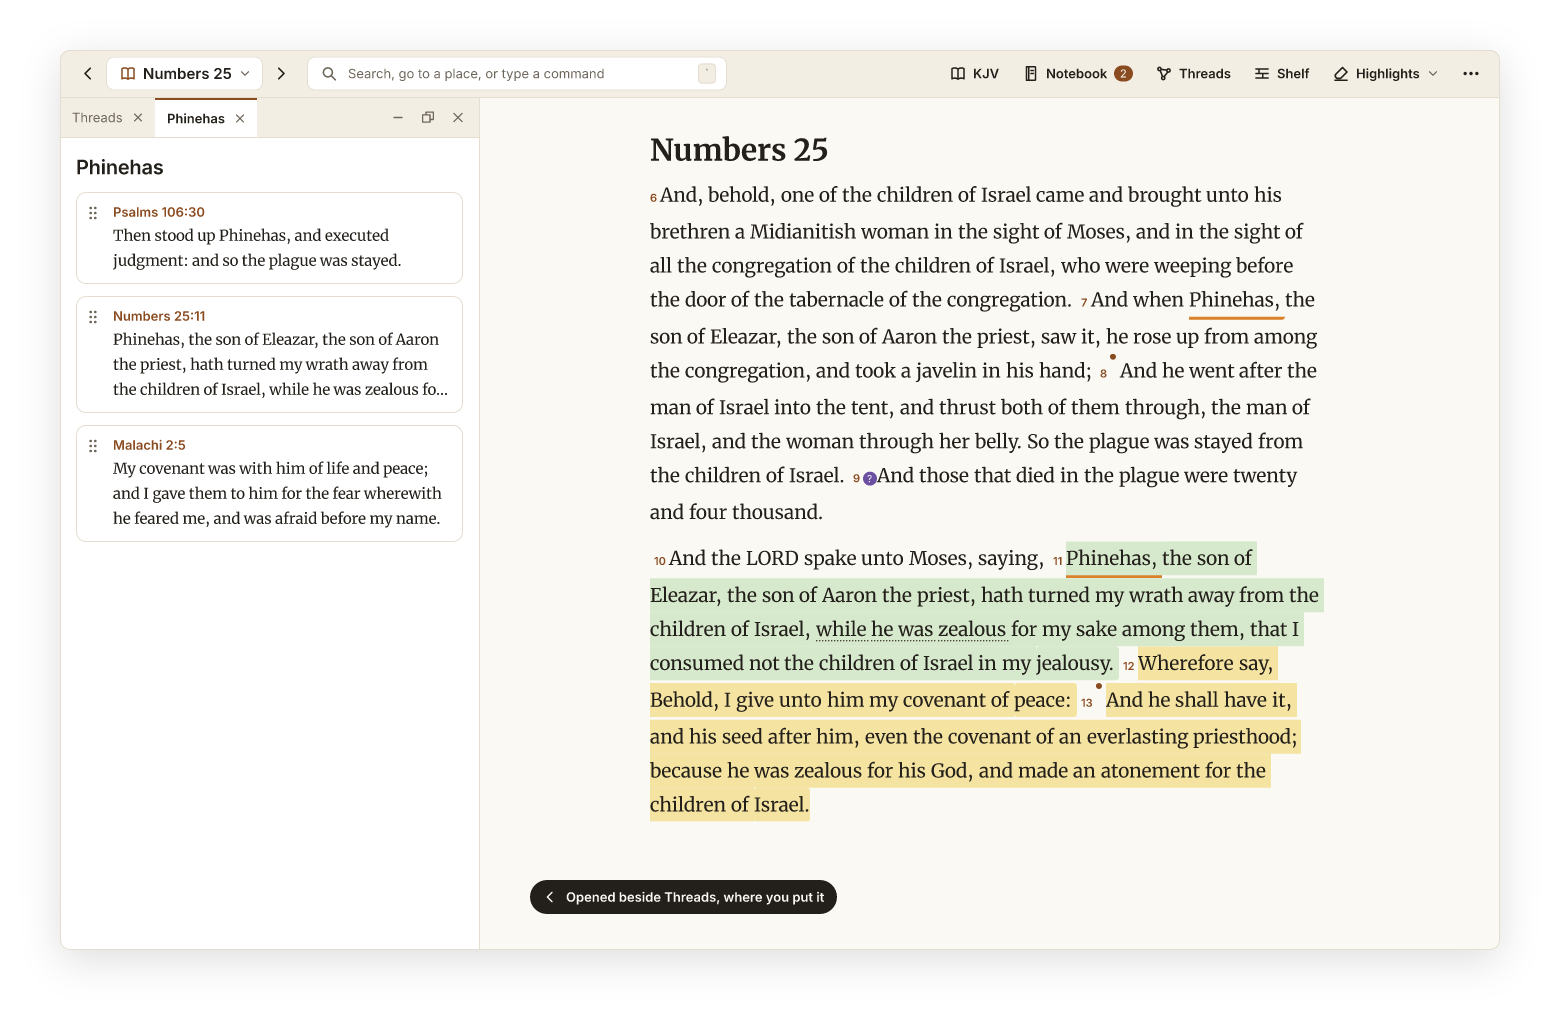 Numbers 25
Search, go to a place, or type a command
KJV
Notebook 2
Threads
Shelf
Highlights
Threads
Phinehas
Phinehas
Psalms 106:30
Then stood up Phinehas, and executed
judgment: and so the plague was stayed.
Numbers 25:11
Phinehas, the son of Eleazar, the son of Aaron
the priest, hath turned my wrath away from
the children of Israel, while he was zealous fo...
Malachi 2:5
My covenant was with him of life and peace;
and I gave them to him for the fear wherewith
he feared me, and was afraid before my name.
Numbers 25
6 And, behold, one of the children of Israel came and brought unto his
brethren a Midianitish woman in the sight of Moses, and in the sight of
all the congregation of the children of Israel, who were weeping before
the door of the tabernacle of the congregation. 7 And when Phinehas, the
son of Eleazar, the son of Aaron the priest, saw it, he rose up from among
the congregation, and took a javelin in his hand; 8 And he went after the
man of Israel into the tent, and thrust both of them through, the man of
Israel, and the woman through her belly. So the plague was stayed from
the children of Israel. 9 ? And those that died in the plague were twenty
and four thousand.
10 And the LORD spake unto Moses, saying, 11 Phinehas, the son of
Eleazar, the son of Aaron the priest, hath turned my wrath away from the
children of Israel, while he was zealous for my sake among them, that I
consumed not the children of Israel in my jealousy. 12 Wherefore say,
Behold, I give unto him my covenant of peace: 13 And he shall have it,
and his seed after him, even the covenant of an everlasting priesthood;
because he was zealous for his God, and made an atonement for the
children of Israel.
Opened beside Threads, where you put it